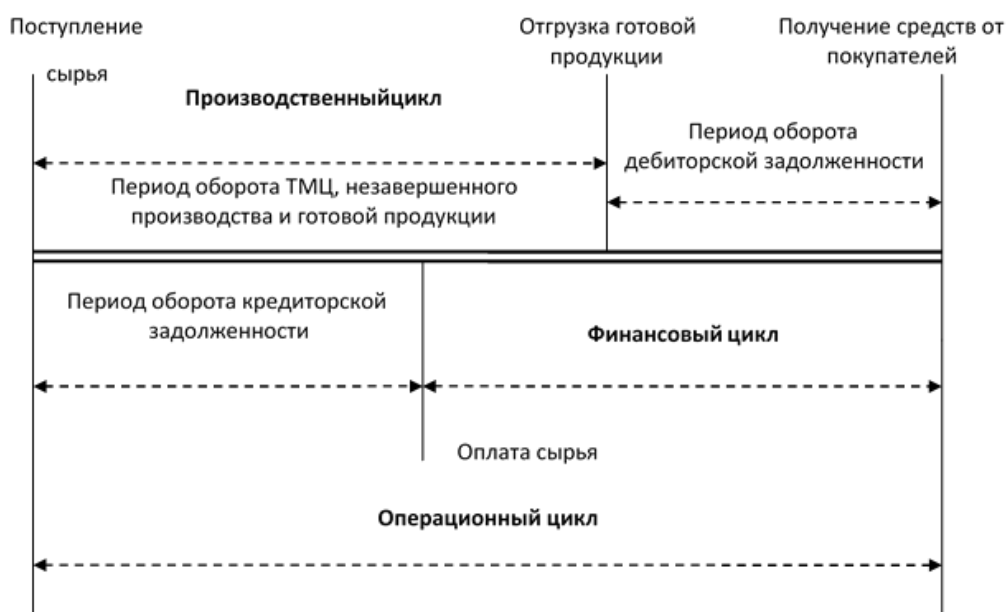 Поступление
сырья
Отгрузка готовой
продукции
Получение средств от
покупателей
Производственныйцикл
Период оборота
дебиторской задолженности
Период оборота ТМЦ, незавершенного
производства и готовой продукции
Период оборота кредиторской
задолженности
Финансовый цикл
Оплата сырья
Операционный цикл